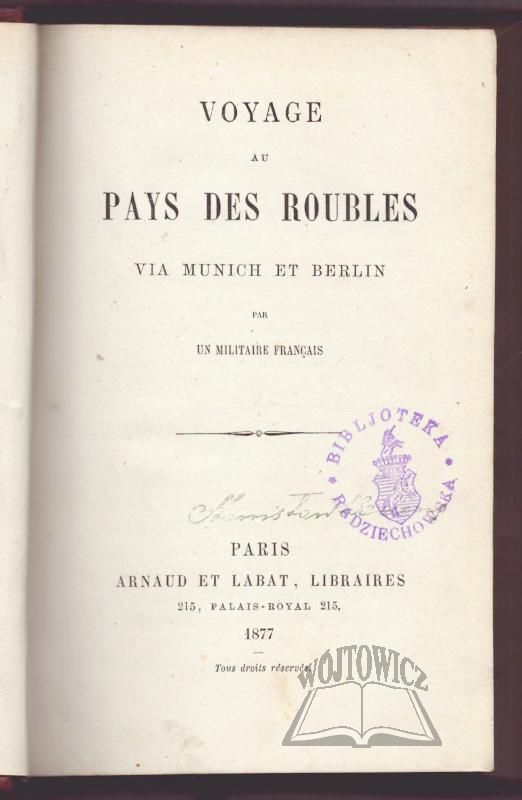 VOYAGE
AU
PAYS DES ROUBLES
VIA MUNICH ET BERLIN
PAR
UN MILITAIRE FRANÇAIS
* BIBLJOTEKA *
RADZIECHOWSKA
PARIS
ARNAUD ET LABAT, LIBRAIRES
215, PALAIS-ROYAL 215.
1877
Tous droits réservés.
WÓJTOWICZ